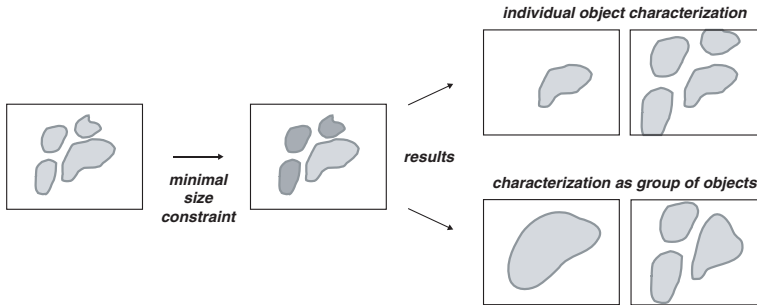 individual object characterization
minimal
size
constraint
results
characterization as group of objects